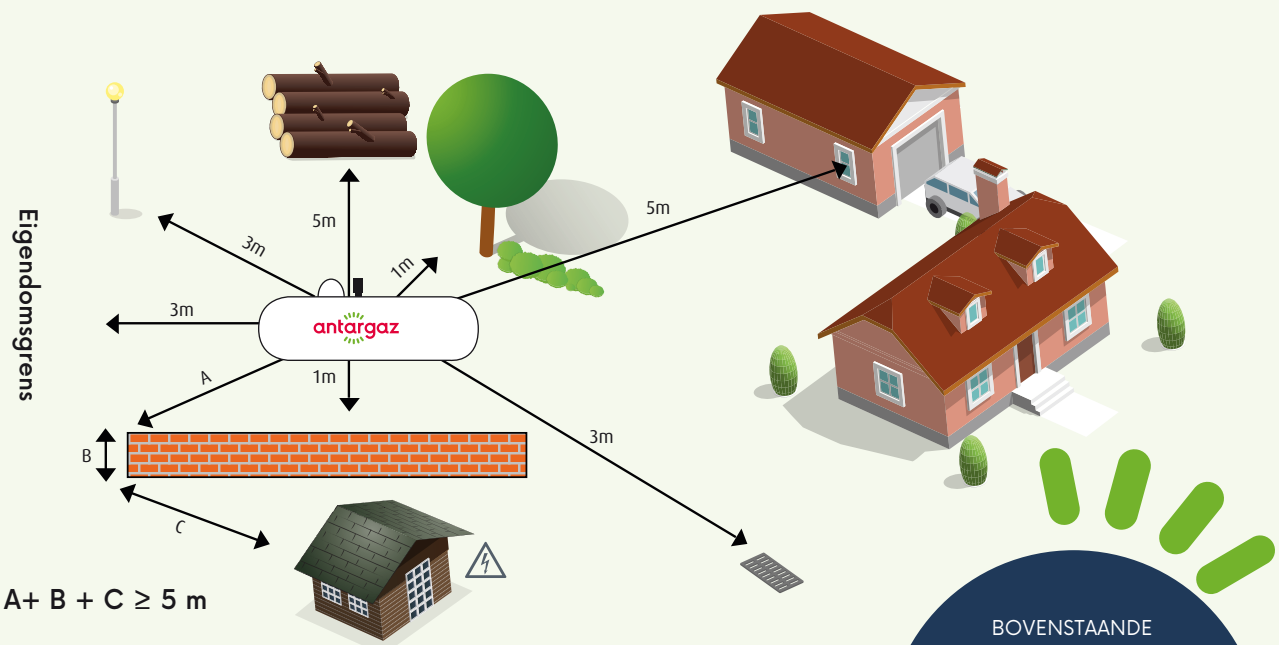 5m
5m
3m
1m
Eigendomsgrens
3m
antargaz
A
1m
3m
B
C
A+ B + C ≥ 5 m
BOVENSTAANDE